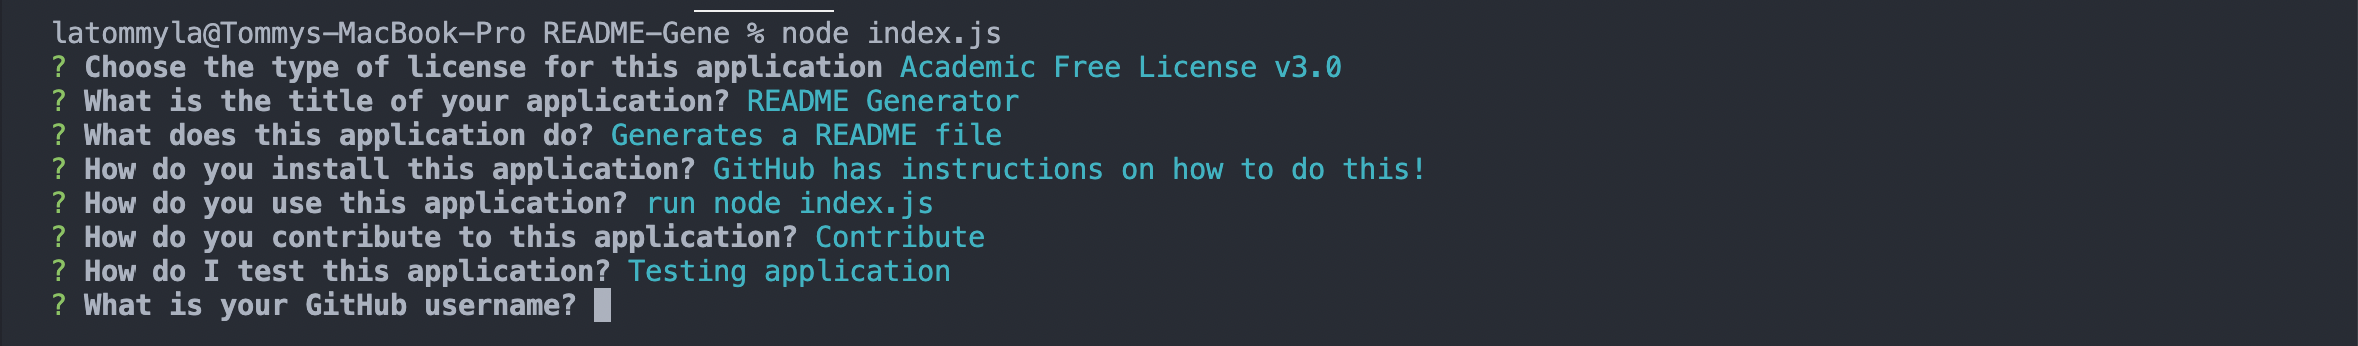 latommyla@Tommys-MacBook-Pro README-Gene % node index.js
? Choose the type of license for this application Academic Free License v3.0
? What is the title of your application? README Generator
? What does this application do? Generates a README file
? How do you install this application? GitHub has instructions on how to do this!
? How do you use this application? run node index.js
? How do you contribute to this application? Contribute
? How do I test this application? Testing application
? What is your GitHub username?